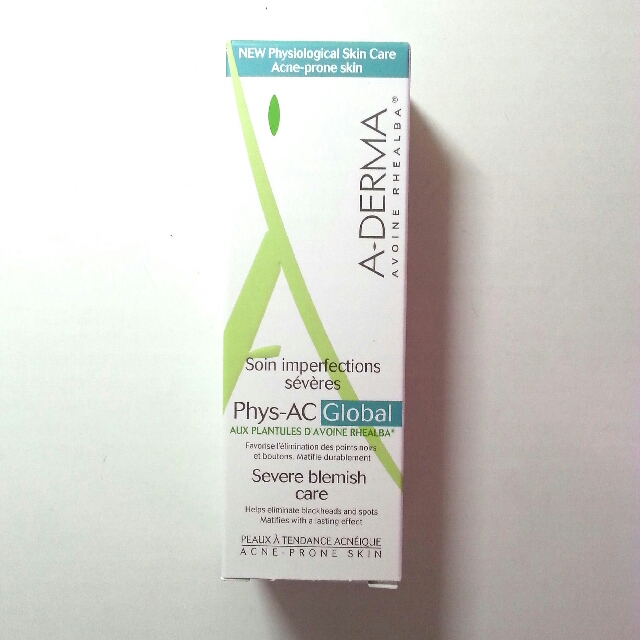 NEW Physiological Skin Care
Acne-prone skin
A-DERMA
AVOINE RHEALBA®
Soin imperfections
sévères
Phys-AC Global
AUX PLANTULES D'AVOINE RHEALBA®
Favorise l'élimination des points noirs
et boutons. Matifie durablement
Severe blemish
care
Helps eliminate blackheads and spots
Matifies with a lasting effect
PEAUX À TENDANCE ACNÉIQUE
ACNE-PRONE SKIN